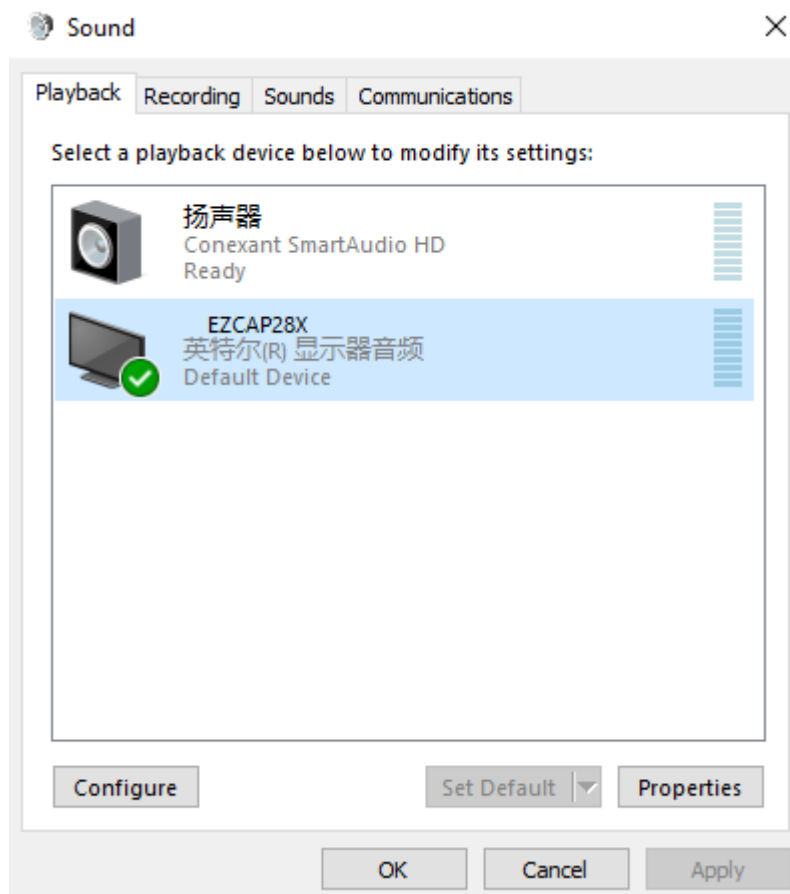 Sound
Playback Recording Sounds Communications
Select a playback device below to modify its settings:
扬声器
Conexant SmartAudio HD
Ready
EZCAP28X
英特尔(R) 显示器音频
Default Device
Configure Set Default Properties
OK Cancel Apply